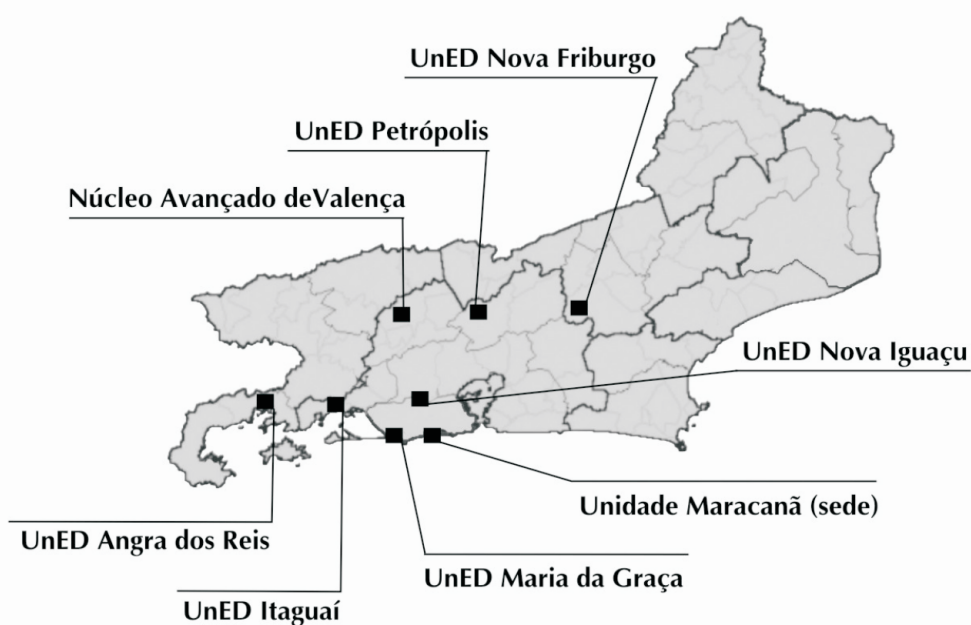 UnED Nova Friburgo
UnED Petrópolis
Núcleo Avançado deValença
UnED Nova Iguaçu
Unidade Maracanã (sede)
UnED Angra dos Reis
UnED Maria da Graça
UnED Itaguaí